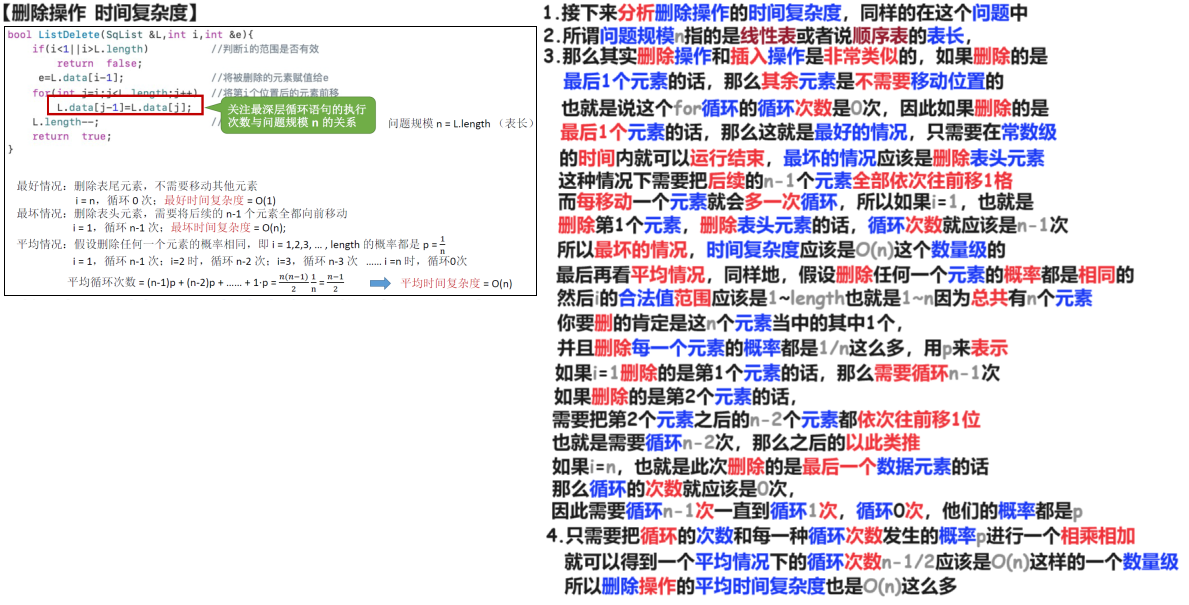 【删除操作 时间复杂度】
bool ListDelete(SqList &L,int i,int &e){
if(i<1||i>L.length) //判断i的范围是否有效
return false;
e=L.data[i-1]; //将被删除的元素赋值给e
for(int j=i;j<L.length;j++) //将第i个位置后的元素前移
L.data[j-1]=L.data[j];
L.length--; //
return true;
}
关注最深层循环语句的执行
次数与问题规模 n 的关系
问题规模 n = L.length （表长）
最好情况：删除表尾元素，不需要移动其他元素
i = n，循环 0 次；最好时间复杂度 = O(1)
最坏情况：删除表头元素，需要将后续的 n-1 个元素全都向前移动
i = 1，循环 n-1 次；最坏时间复杂度 = O(n);
平均情况：假设删除任何一个元素的概率相同，即 i = 1,2,3, … , length 的概率都是 p = 1/n
i = 1，循环 n-1 次；i=2 时，循环 n-2 次；i=3，循环 n-3 次 …… i =n 时，循环0次
平均循环次数 = (n-1)p + (n-2)p + …… + 1·p = n(n-1)/2 1/n = n-1/2 平均时间复杂度 = O(n)
1.接下来分析删除操作的时间复杂度，同样的在这个问题中
2.所谓问题规模n指的是线性表或者说顺序表的表长，
3.那么其实删除操作和插入操作是非常类似的，如果删除的是
最后1个元素的话，那么其余元素是不需要移动位置的
也就是说这个for循环的循环次数是0次，因此如果删除的是
最后1个元素的话，那么这就是最好的情况，只需要在常数级
的时间内就可以运行结束，最坏的情况应该是删除表头元素
这种情况下需要把后续的n-1个元素全部依次往前移1格
而每移动一个元素就会多一次循环，所以如果i=1，也就是
删除第1个元素，删除表头元素的话，循环次数就应该是n-1次
所以最坏的情况，时间复杂度应该是O(n)这个数量级的
最后再看平均情况，同样地，假设删除任何一个元素的概率都是相同的
然后i的合法值范围应该是1~length也就是1~n因为总共有n个元素
你要删的肯定是这n个元素当中的其中1个，
并且删除每一个元素的概率都是1/n这么多，用p来表示
如果i=1删除的是第1个元素的话，那么需要循环n-1次
如果删除的是第2个元素的话，
需要把第2个元素之后的n-2个元素都依次往前移1位
也就是需要循环n-2次，那么之后的以此类推
如果i=n，也就是此次删除的是最后一个数据元素的话
那么循环的次数就应该是0次，
因此需要循环n-1次一直到循环1次，循环0次，他们的概率都是p
4.只需要把循环的次数和每一种循环次数发生的概率p进行一个相乘相加
就可以得到一个平均情况下的循环次数n-1/2应该是O(n)这样的一个数量级
所以删除操作的平均时间复杂度也是O(n)这么多